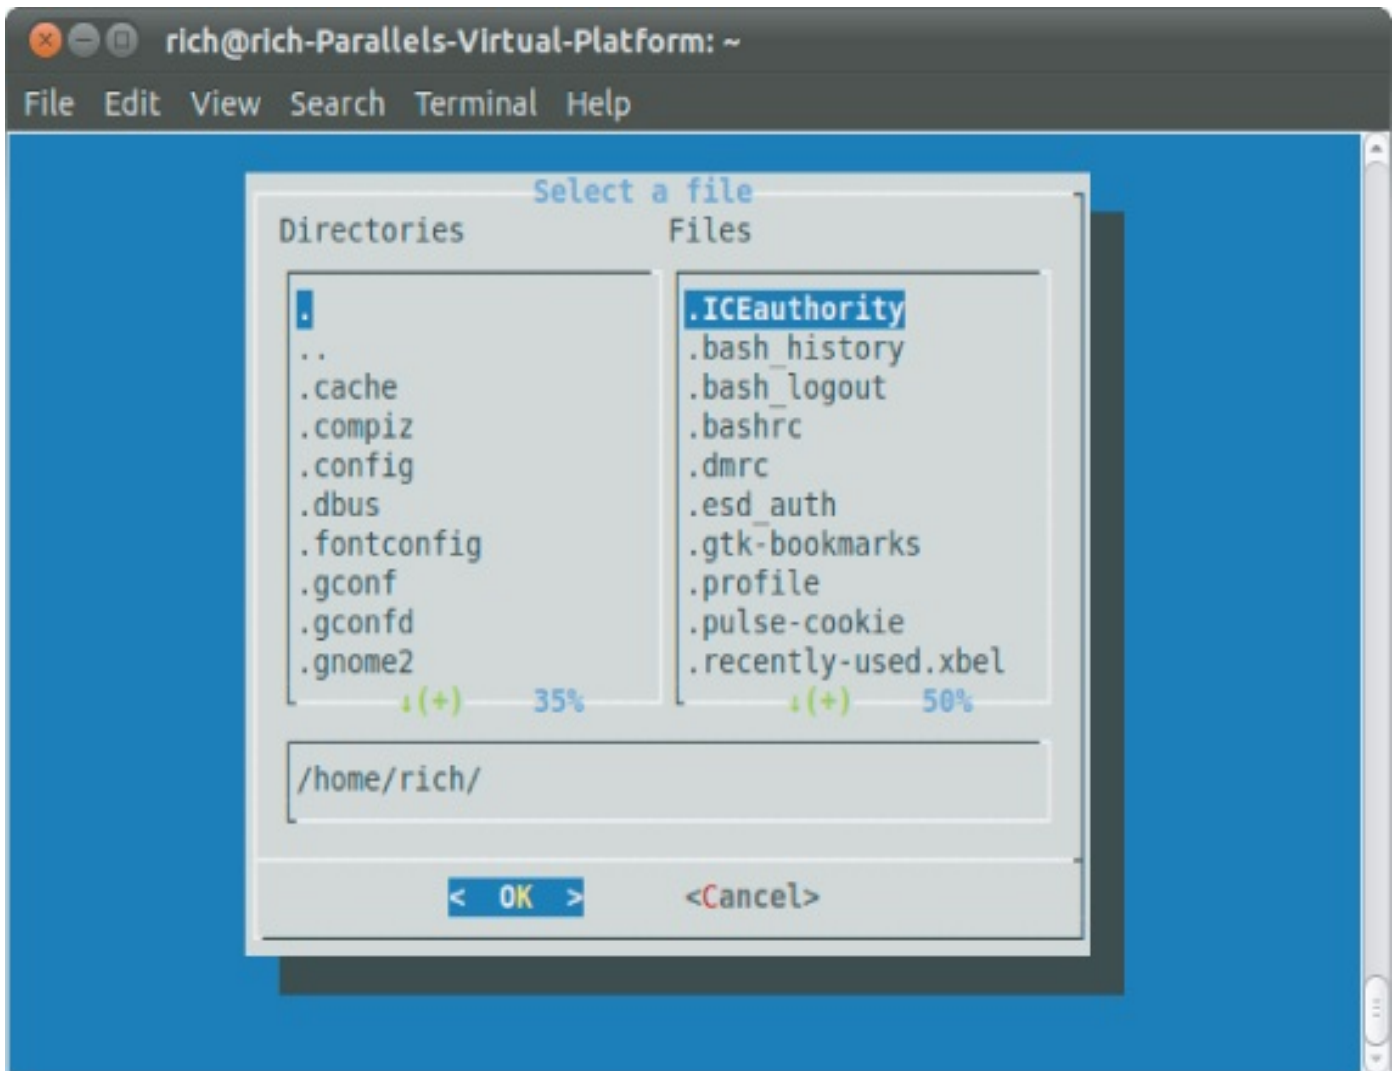 rich@rich-Parallels-Virtual-Platform: ~
File Edit View Search Terminal Help
Select a file
Directories Files
. .ICEauthority
.. .bash_history
.cache .bash_logout
.compiz .bashrc
.config .dmrc
.dbus .esd_auth
.fontconfig .gtk-bookmarks
.gconf .profile
.gconfd .pulse-cookie
.gnome2 .recently-used.xbel
↓(+) 35% ↓(+) 50%
/home/rich/
< OK > <Cancel>